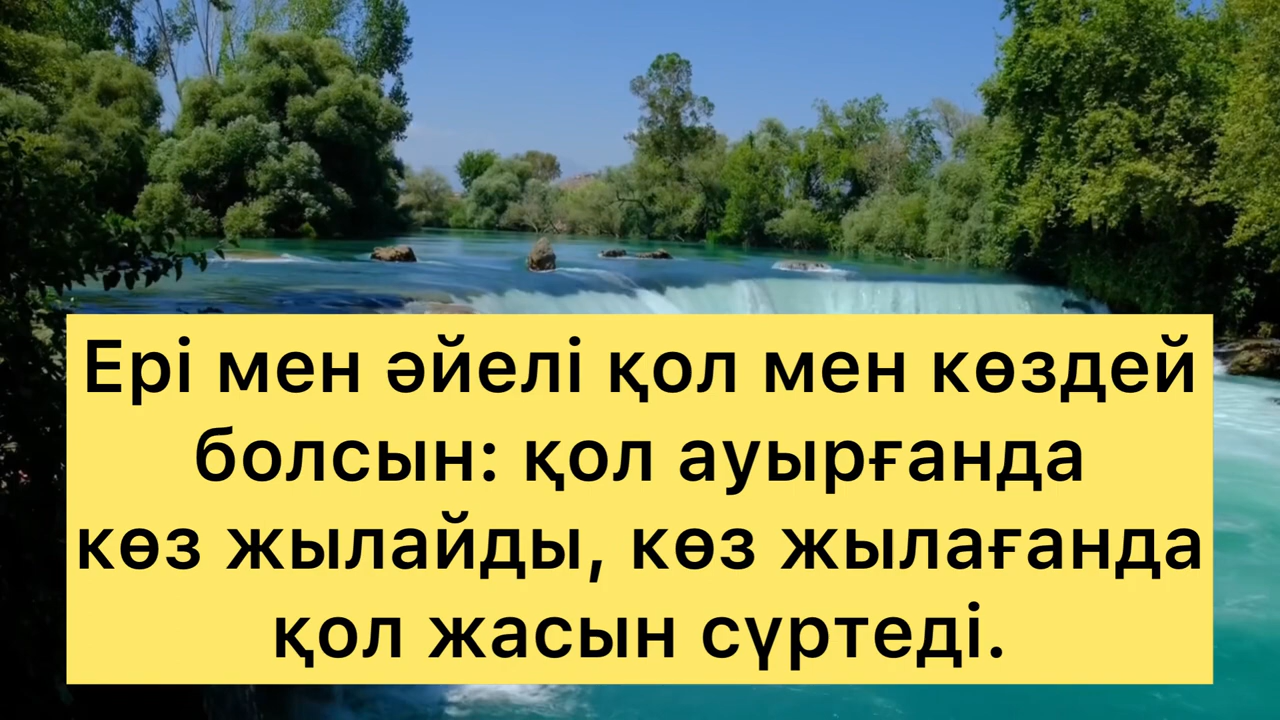 Ері мен әйелі қол мен көздей
болсын: қол ауырғанда
көз жылайды, көз жылағанда
қол жасын сүртеді.